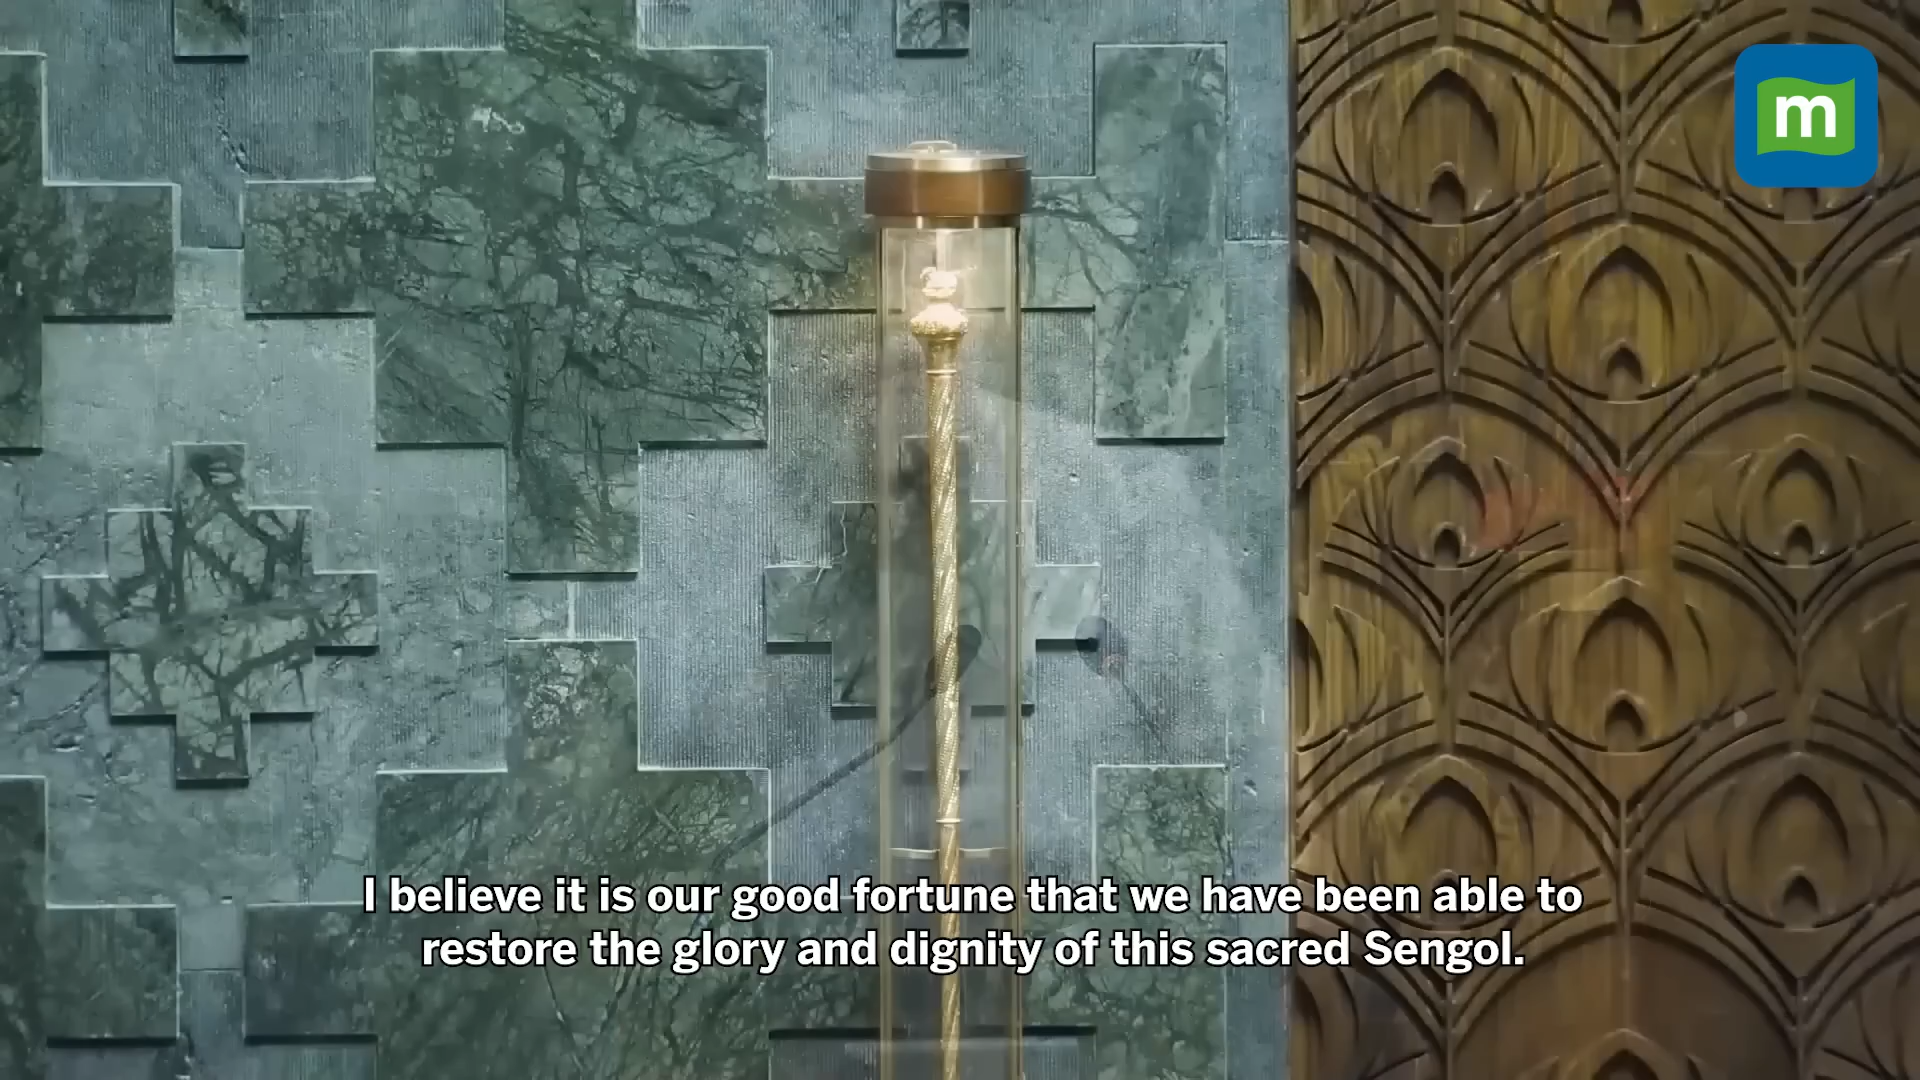 m
I believe it is our good fortune that we have been able to
restore the glory and dignity of this sacred Sengol.